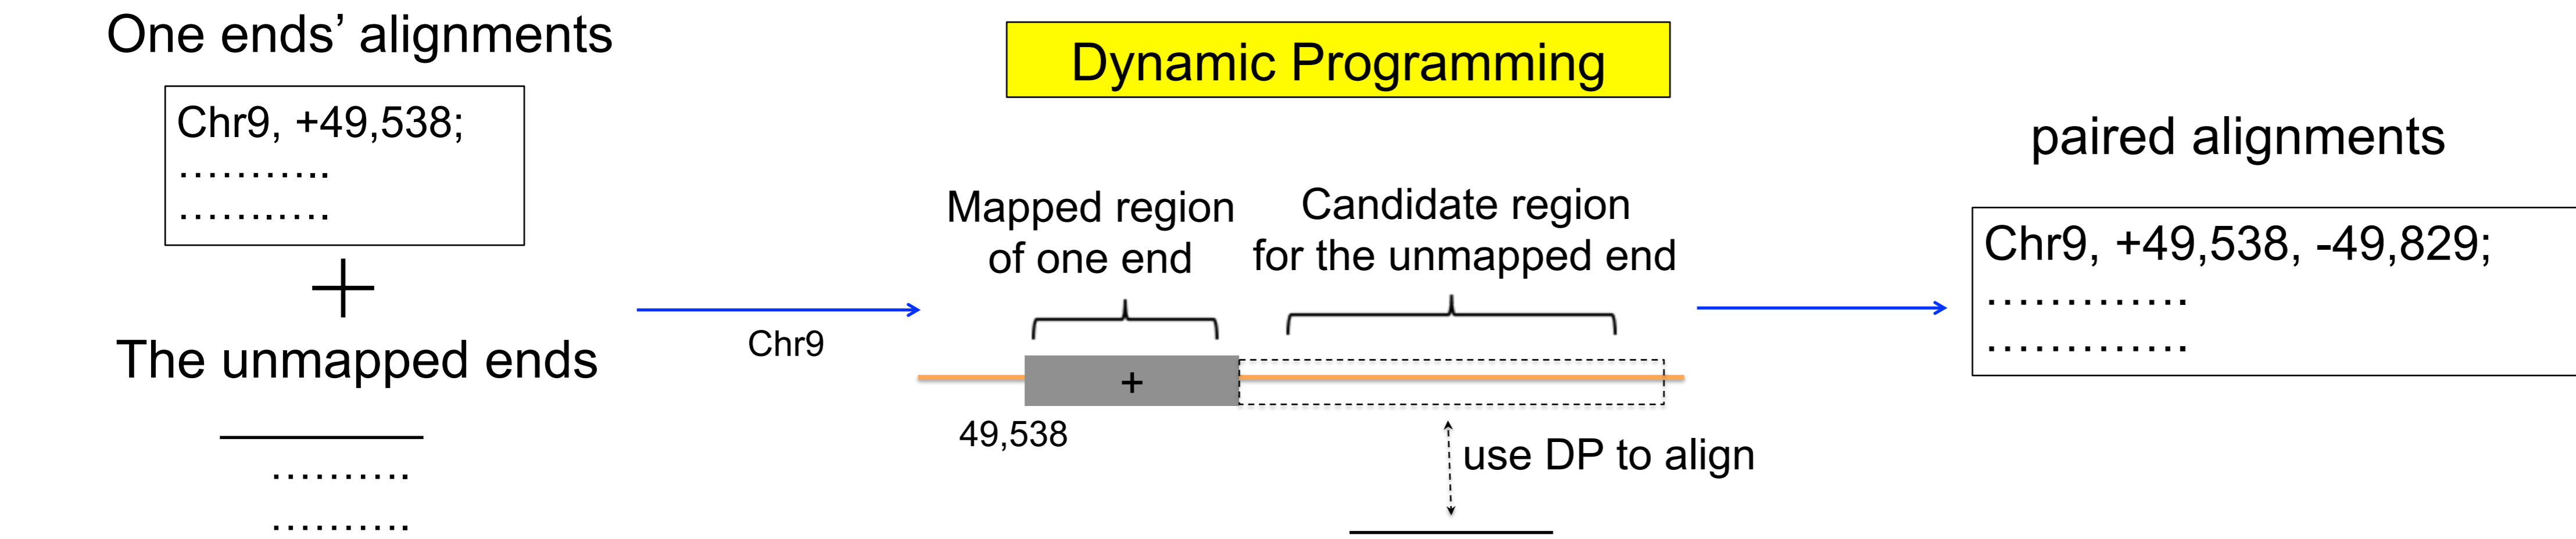 One ends’ alignments
Chr9, +49,538;
………...
…….….
+
The unmapped ends
……….
……….
Chr9
Dynamic Programming
Mapped region
of one end
Candidate region
for the unmapped end
+
49,538
use DP to align
paired alignments
Chr9, +49,538, -49,829;
………….
………….